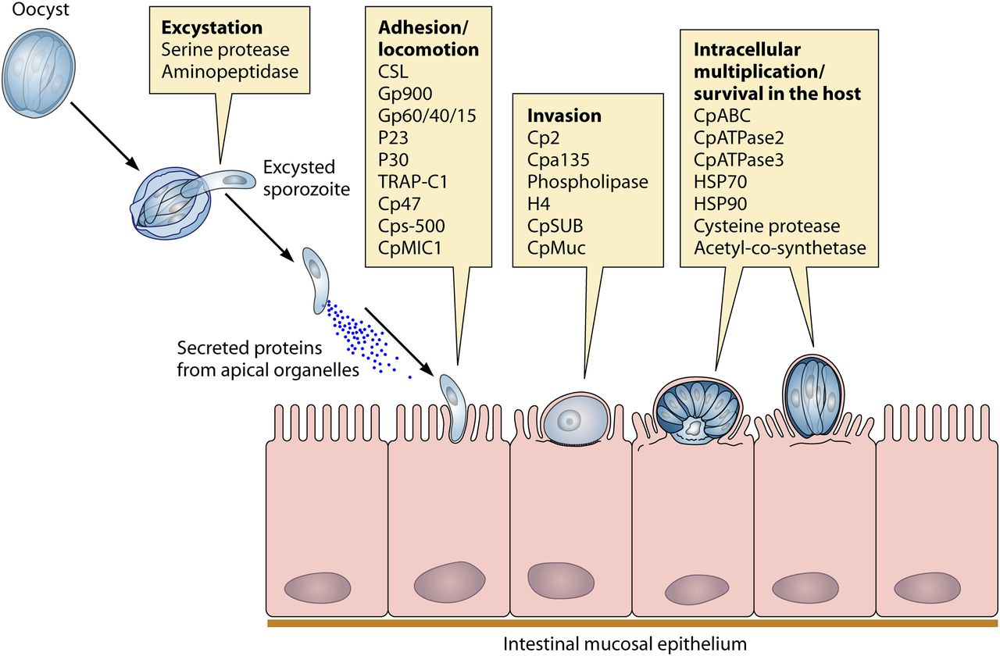 Oocyst
Excystation
Serine protease
Aminopeptidase
Excysted
sporozoite
Secreted proteins
from apical organelles
Adhesion/
locomotion
CSL
Gp900
Gp60/40/15
P23
P30
TRAP-C1
Cp47
Cps-500
CpMIC1
Invasion
Cp2
Cpa135
Phospholipase
H4
CpSUB
CpMuc
Intracellular
multiplication/
survival in the host
CpABC
CpATPase2
CpATPase3
HSP70
HSP90
Cysteine protease
Acetyl-co-synthetase
Intestinal mucosal epithelium